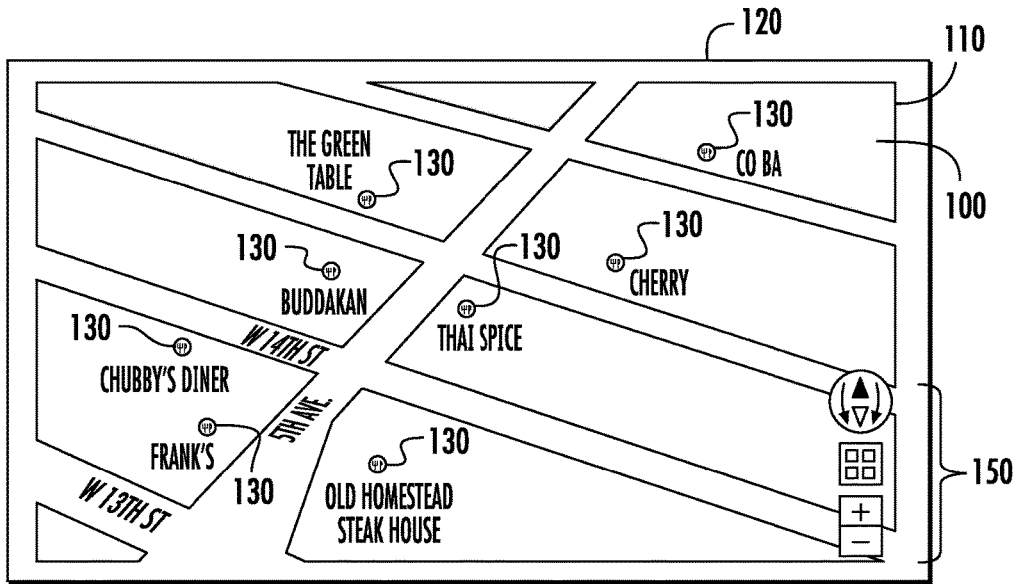 120
110
130
THE GREEN
TABLE
130
CO BA
100
130
130
130
BUDDAKAN
CHERRY
130
THAI SPICE
W 14TH ST
CHUBBY'S DINER
5TH AVE.
FRANK'S
130
130
150
W 13TH ST
OLD HOMESTEAD
STEAK HOUSE
+
−